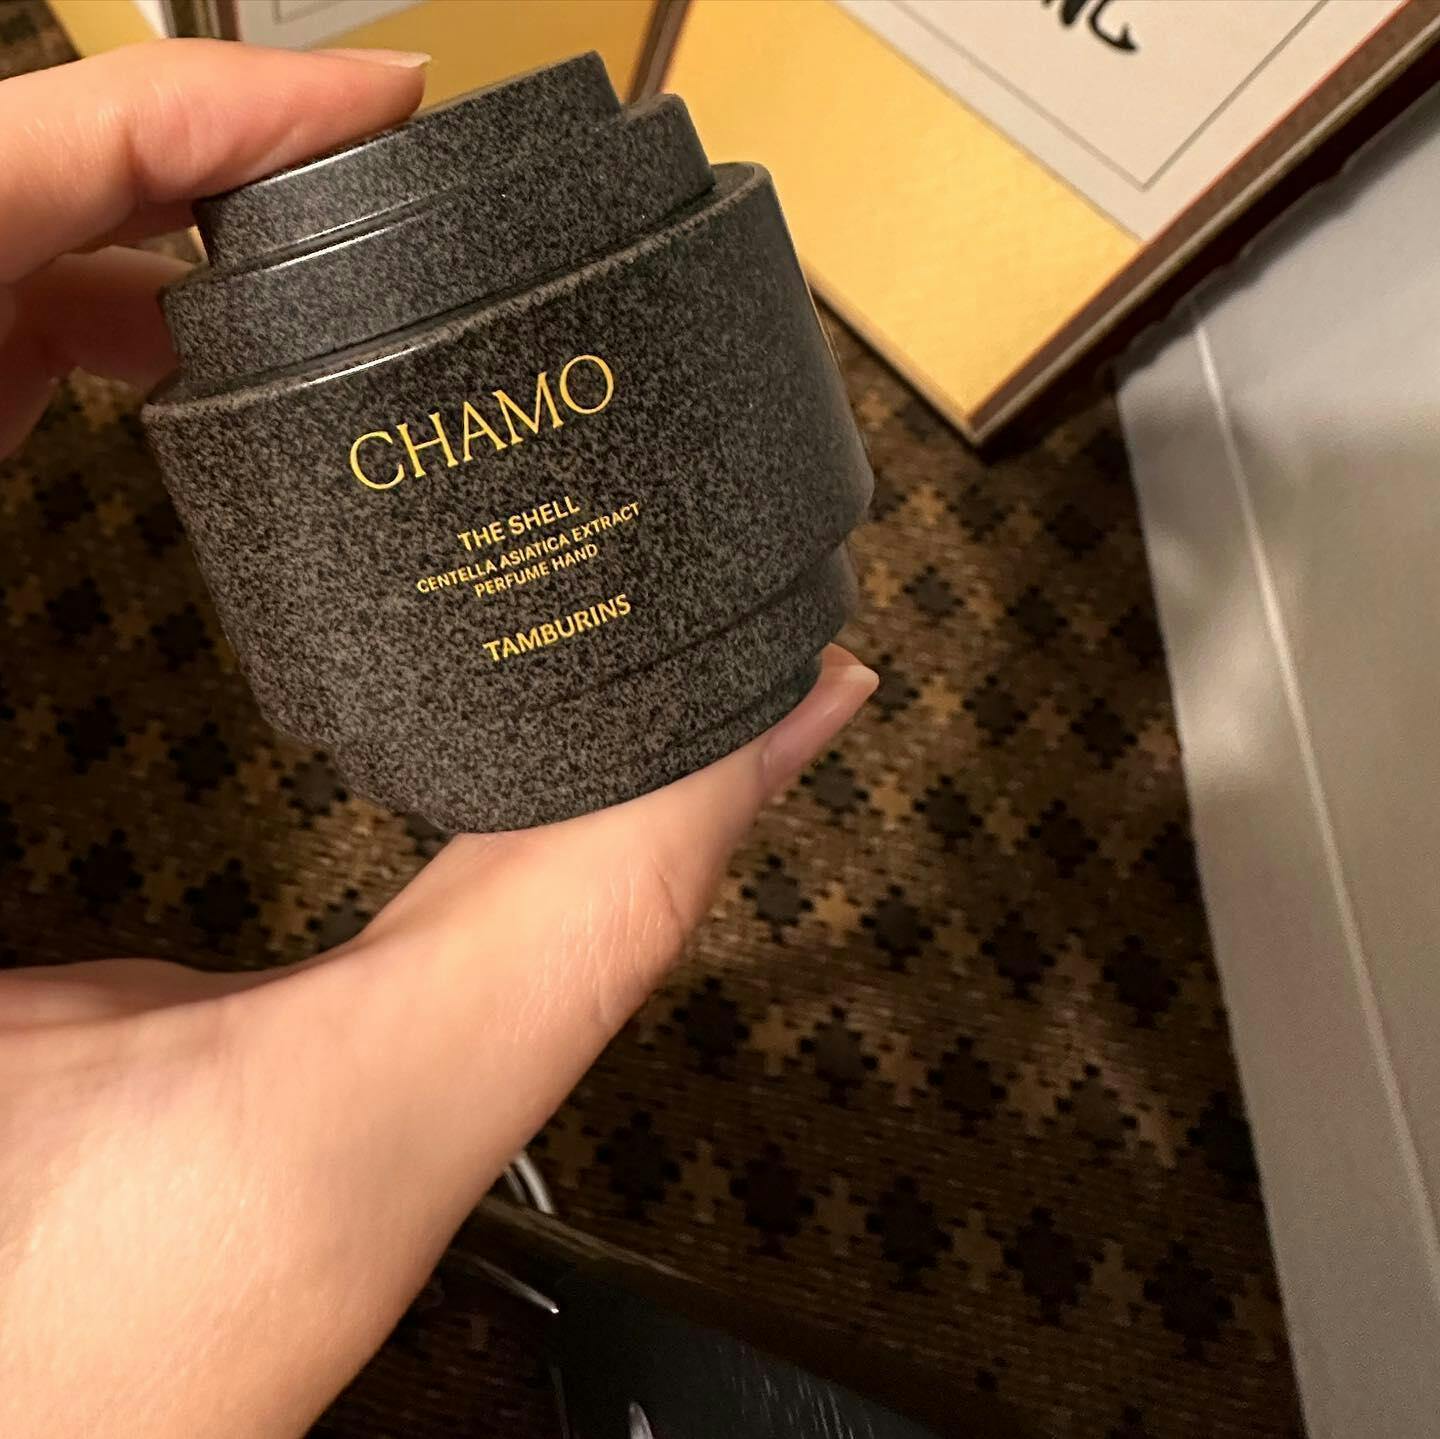 CHAMO
THE SHELL
CENTELLA ASIATICA EXTRACT
PERFUME HAND
TAMBURINS